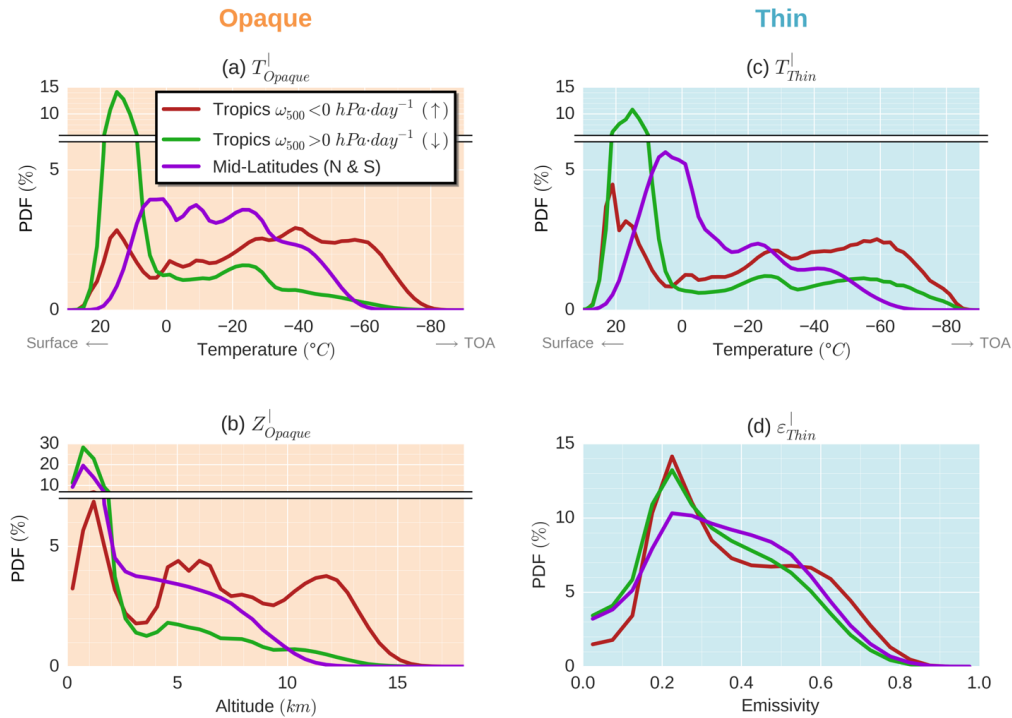 Opaque
Thin
(a) T|Opaque
(c) T|Thin
15
10
5
0
PDF (%)
Tropics ω500<0 hPa·day−1 (↑)
Tropics ω500>0 hPa·day−1 (↓)
Mid-Latitudes (N & S)
20 0 −20 −40 −60 −80
Surface ← → TOA
Temperature (°C)
15
10
5
0
PDF (%)
20 0 −20 −40 −60 −80
Surface ← → TOA
Temperature (°C)
(b) Z|Opaque
(d) ε|Thin
30
20
10
5
0
PDF (%)
0 5 10 15
Altitude (km)
15
10
5
0
PDF (%)
0.0 0.2 0.4 0.6 0.8 1.0
Emissivity